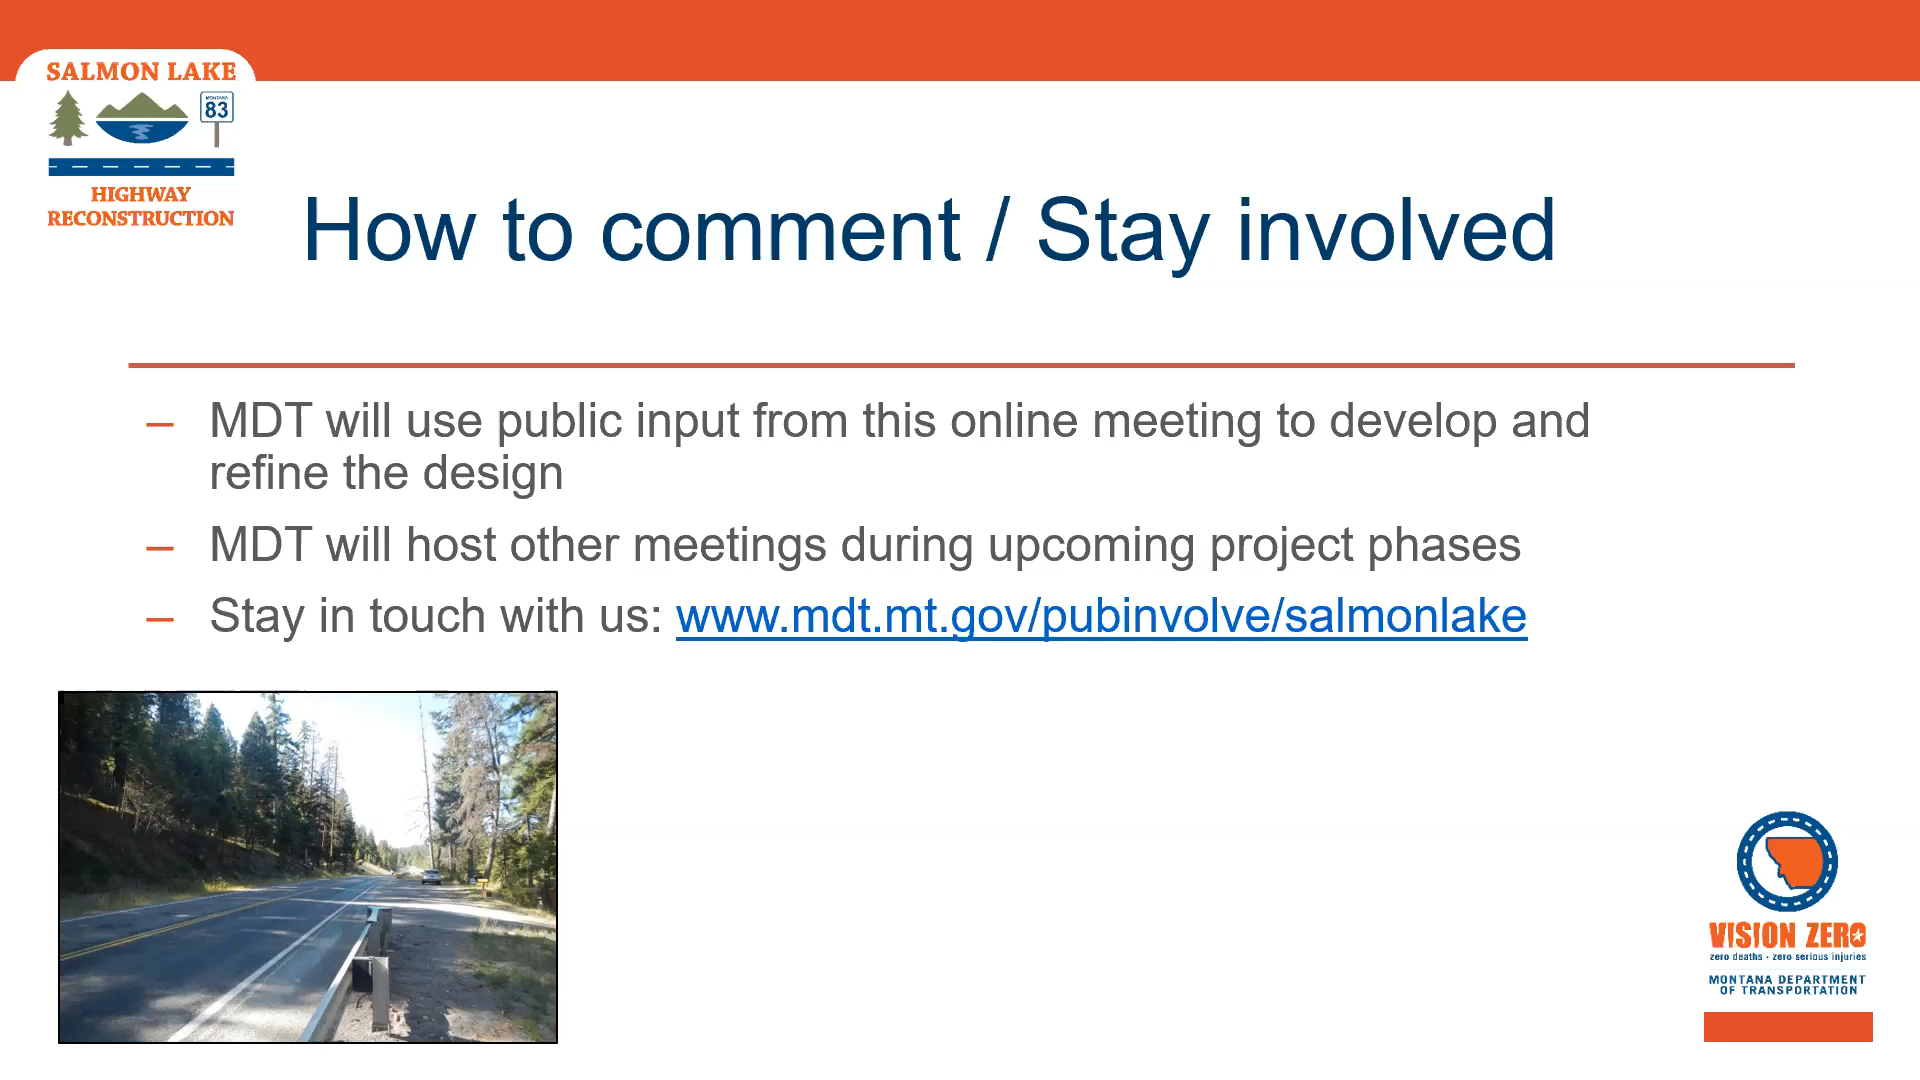 SALMON LAKE
MONTANA
83
HIGHWAY
RECONSTRUCTION
How to comment / Stay involved
– MDT will use public input from this online meeting to develop and
refine the design
– MDT will host other meetings during upcoming project phases
– Stay in touch with us: www.mdt.mt.gov/pubinvolve/salmonlake
VISION ZERO
zero deaths · zero serious injuries
MONTANA DEPARTMENT
OF TRANSPORTATION